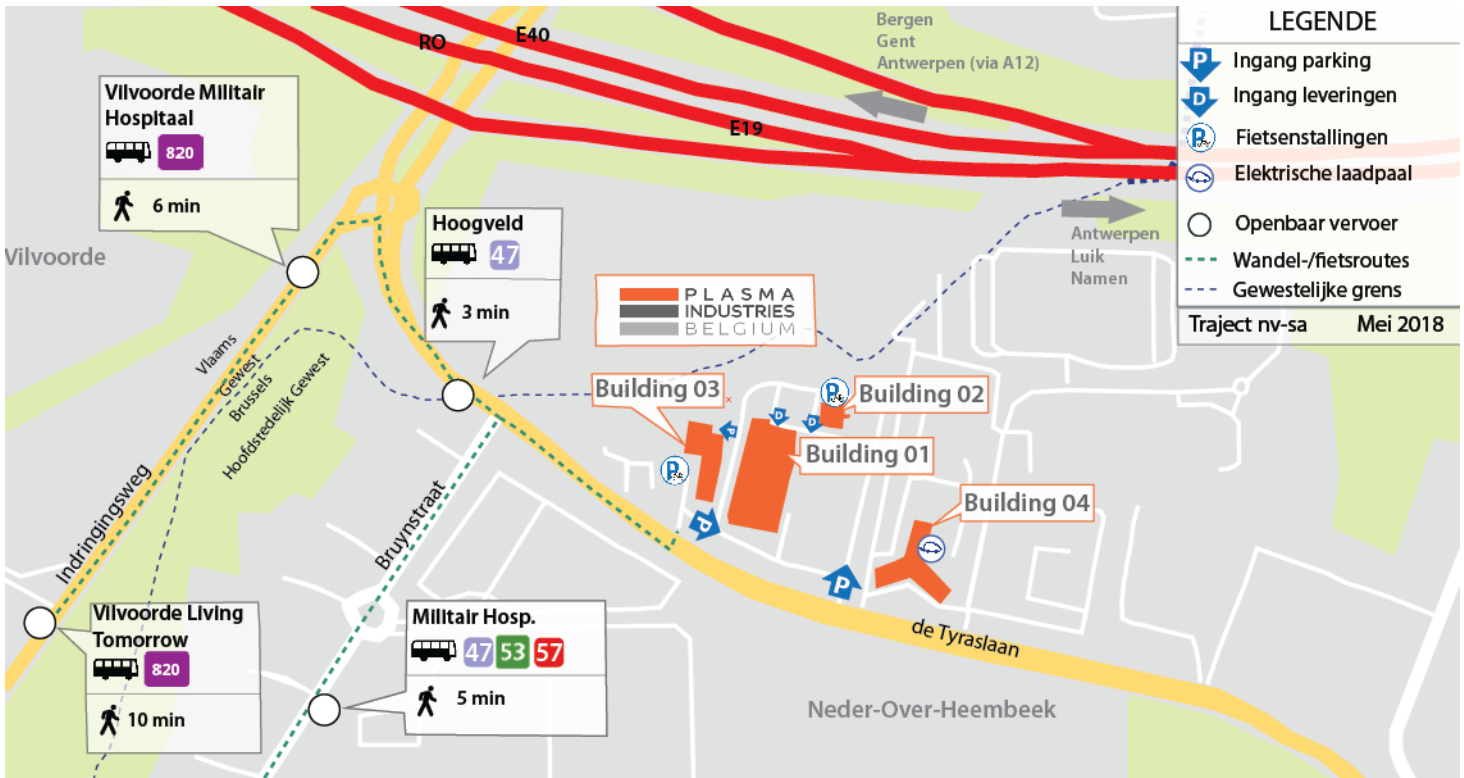 RO
E40
E19
Bergen
Gent
Antwerpen (via A12)
LEGENDE
P Ingang parking
D Ingang leveringen
Fietsenstallingen
Elektrische laadpaal
Openbaar vervoer
Wandel-/fietsroutes
Gewestelijke grens
Traject nv-sa Mei 2018
Vilvoorde Militair
Hospitaal
820
6 min
Hoogveld
47
3 min
Vilvoorde
Antwerpen
Luik
Namen
PLASMA
INDUSTRIES
BELGIUM
Vlaams
Gewest
Brussels
Hoofdstedelijk Gewest
Building 03
Building 02
D
D
P
Building 01
Building 04
P
P
Indringingsweg
Bruynstraat
de Tyraslaan
Vilvoorde Living
Tomorrow
820
10 min
Militair Hosp.
47 53 57
5 min
Neder-Over-Heembeek